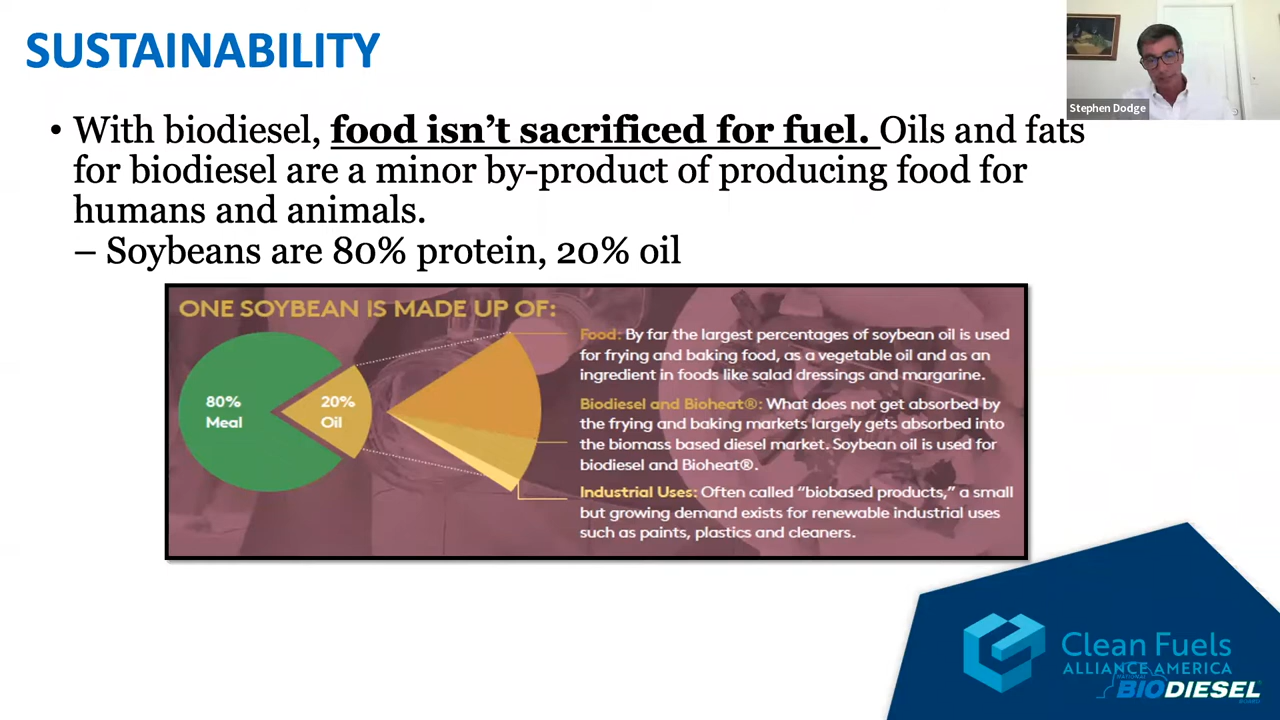 SUSTAINABILITY
Stephen Dodge
• With biodiesel, food isn’t sacrificed for fuel. Oils and fats
for biodiesel are a minor by-product of producing food for
humans and animals.
– Soybeans are 80% protein, 20% oil
ONE SOYBEAN IS MADE UP OF:
80%
Meal
20%
Oil
Food: By far the largest percentages of soybean oil is used
for frying and baking food, as a vegetable oil and as an
ingredient in foods like salad dressings and margarine.
Biodiesel and Bioheat®: What does not get absorbed by
the frying and baking markets largely gets absorbed into
the biomass based diesel market. Soybean oil is used for
biodiesel and Bioheat®.
Industrial Uses: Often called “biobased products,” a small
but growing demand exists for renewable industrial uses
such as paints, plastics and cleaners.
Clean Fuels
ALLIANCE AMERICA
NATIONAL
BIODIESEL
BOARD